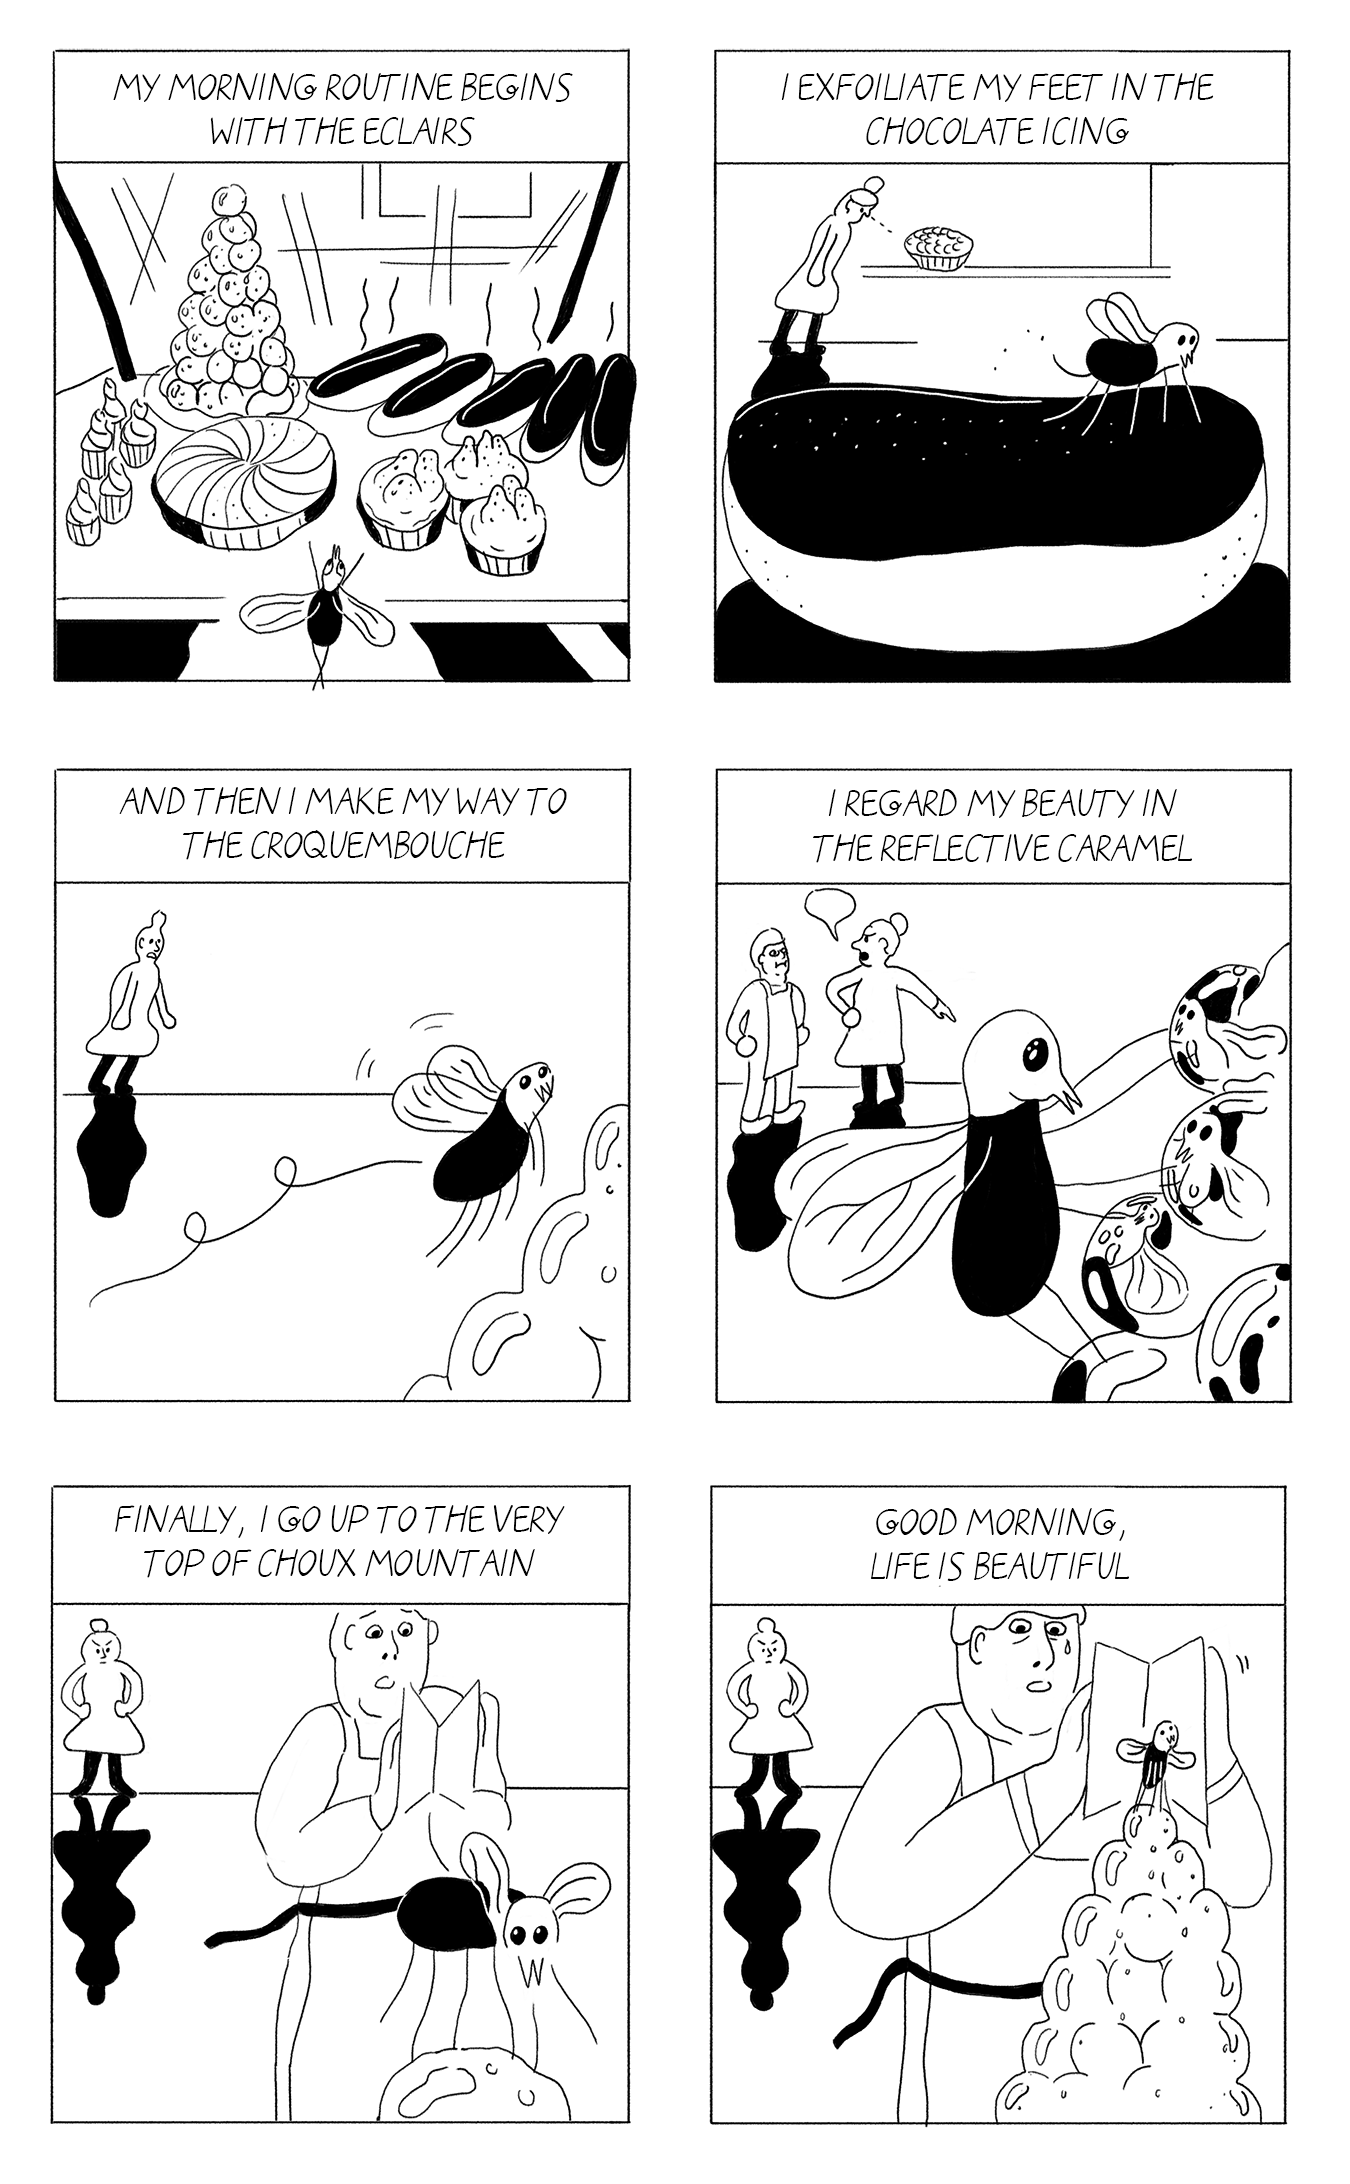 MY MORNING ROUTINE BEGINS
WITH THE ECLAIRS
I EXFOILIATE MY FEET IN THE
CHOCOLATE ICING
AND THEN I MAKE MY WAY TO
THE CROQUEMBOUCHE
I REGARD MY BEAUTY IN
THE REFLECTIVE CARAMEL
FINALLY, I GO UP TO THE VERY
TOP OF CHOUX MOUNTAIN
GOOD MORNING,
LIFE IS BEAUTIFUL